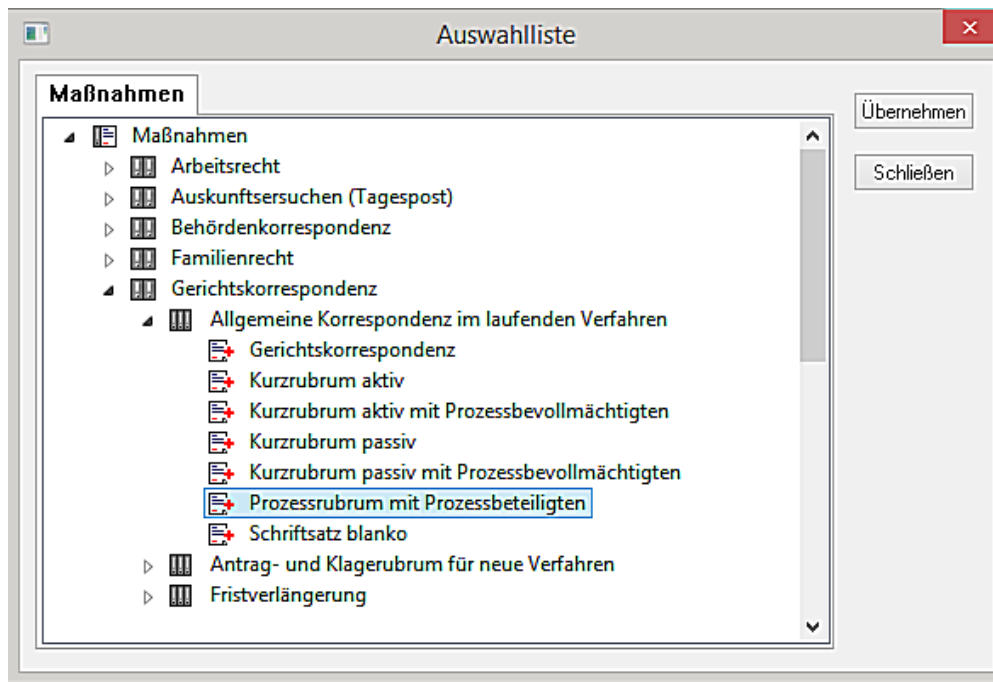 Auswahlliste
Maßnahmen
Übernehmen
Schließen
Maßnahmen
Arbeitsrecht
Auskunftsersuchen (Tagespost)
Behördenkorrespondenz
Familienrecht
Gerichtskorrespondenz
Allgemeine Korrespondenz im laufenden Verfahren
Gerichtskorrespondenz
Kurzrubrum aktiv
Kurzrubrum aktiv mit Prozessbevollmächtigten
Kurzrubrum passiv
Kurzrubrum passiv mit Prozessbevollmächtigten
Prozessrubrum mit Prozessbeteiligten
Schriftsatz blanko
Antrag- und Klagerubrum für neue Verfahren
Fristverlängerung